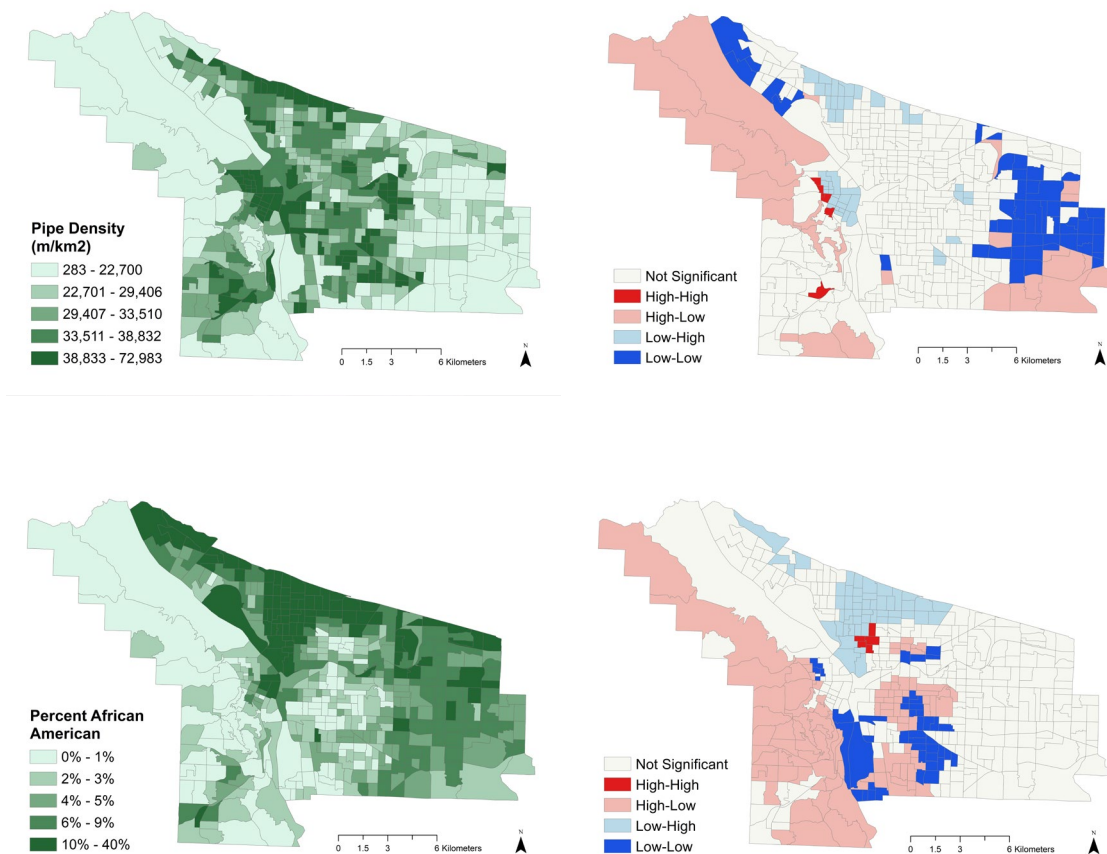 Pipe Density
(m/km2)
283 - 22,700
22,701 - 29,406
29,407 - 33,510
33,511 - 38,832
38,833 - 72,983
0 1.5 3 6 Kilometers
N
Not Significant
High-High
High-Low
Low-High
Low-Low
0 1.5 3 6 Kilometers
N
Percent African
American
0% - 1%
2% - 3%
4% - 5%
6% - 9%
10% - 40%
0 1.5 3 6 Kilometers
N
Not Significant
High-High
High-Low
Low-High
Low-Low
0 1.5 3 6 Kilometers
N